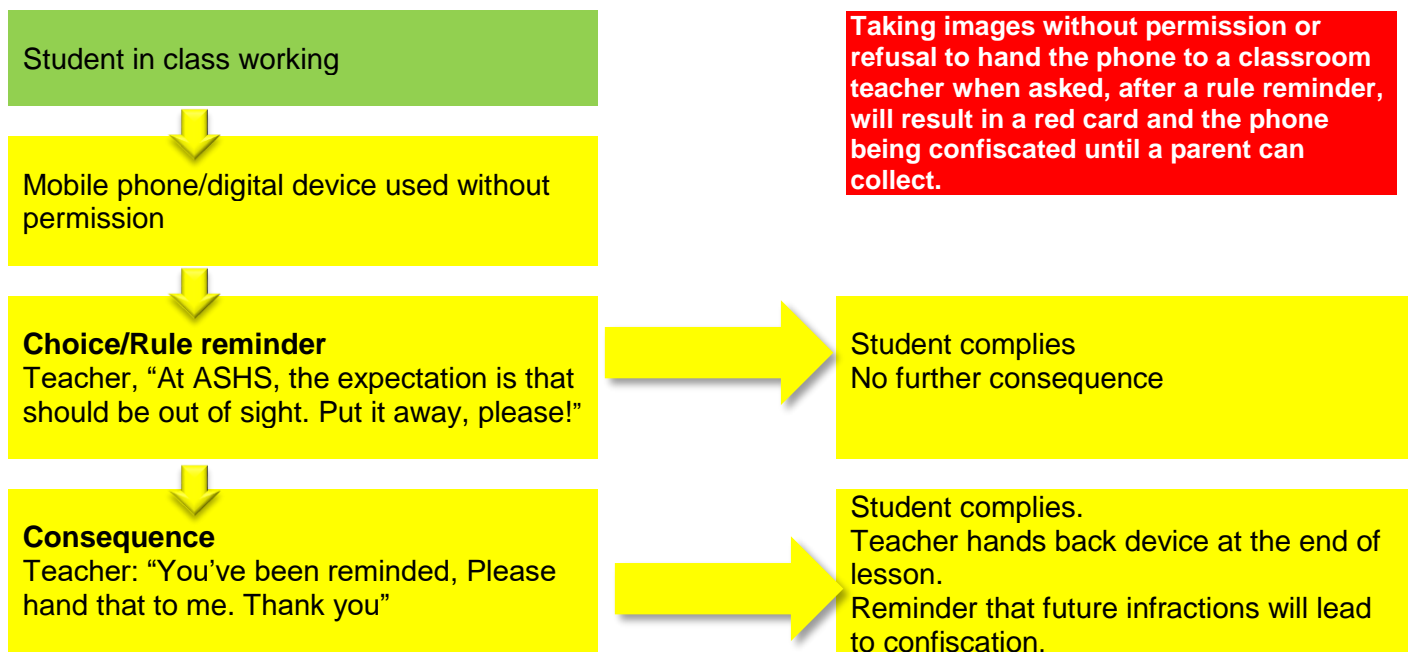 Student in class working
Taking images without permission or
refusal to hand the phone to a classroom
teacher when asked, after a rule reminder,
will result in a red card and the phone
being confiscated until a parent can
collect.
Mobile phone/digital device used without
permission
Choice/Rule reminder
Teacher, “At ASHS, the expectation is that
should be out of sight. Put it away, please!”
Student complies
No further consequence
Consequence
Teacher: “You’ve been reminded, Please
hand that to me. Thank you”
Student complies.
Teacher hands back device at the end of
lesson.
Reminder that future infractions will lead
to confiscation.